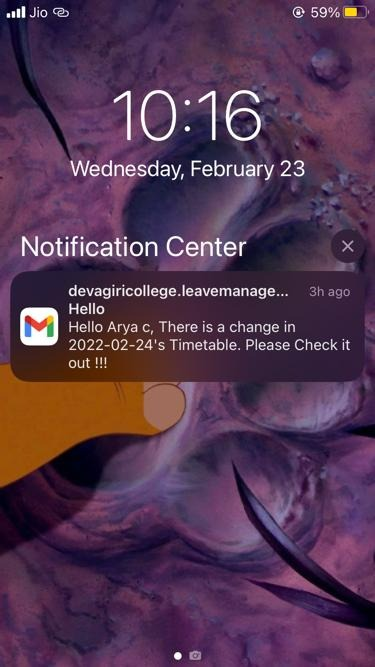 Jio 59%
10:16
Wednesday, February 23
Notification Center
devagiricollege.leavemanage... 3h ago
Hello
Hello Arya c, There is a change in
2022-02-24's Timetable. Please Check it
out !!!